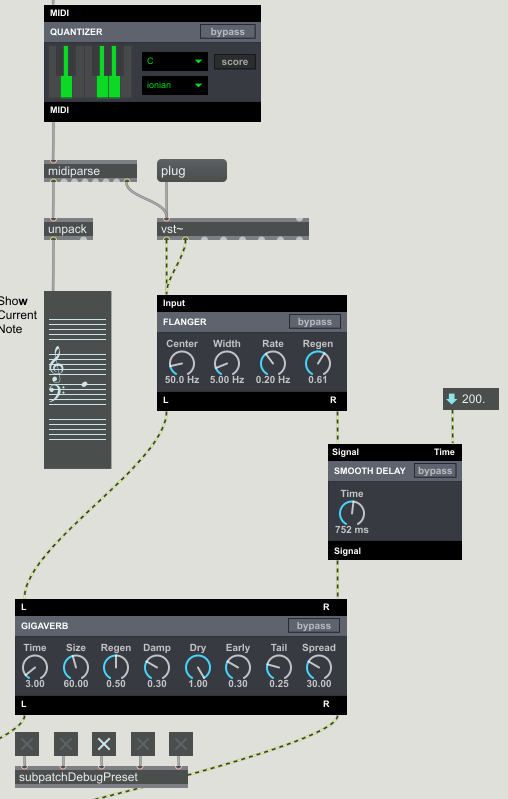 MIDI
QUANTIZER bypass
C score
ionian
MIDI
midiparse plug
unpack vst~
Show
Current
Note
Input
FLANGER bypass
Center Width Rate Regen
50.0 Hz 5.00 Hz 0.20 Hz 0.61
L R
200.
Signal Time
SMOOTH DELAY bypass
Time
752 ms
Signal
L R
GIGAVERB bypass
Time Size Regen Damp Dry Early Tail Spread
3.00 60.00 0.50 0.30 1.00 0.30 0.25 30.00
L R
subpatchDebugPreset